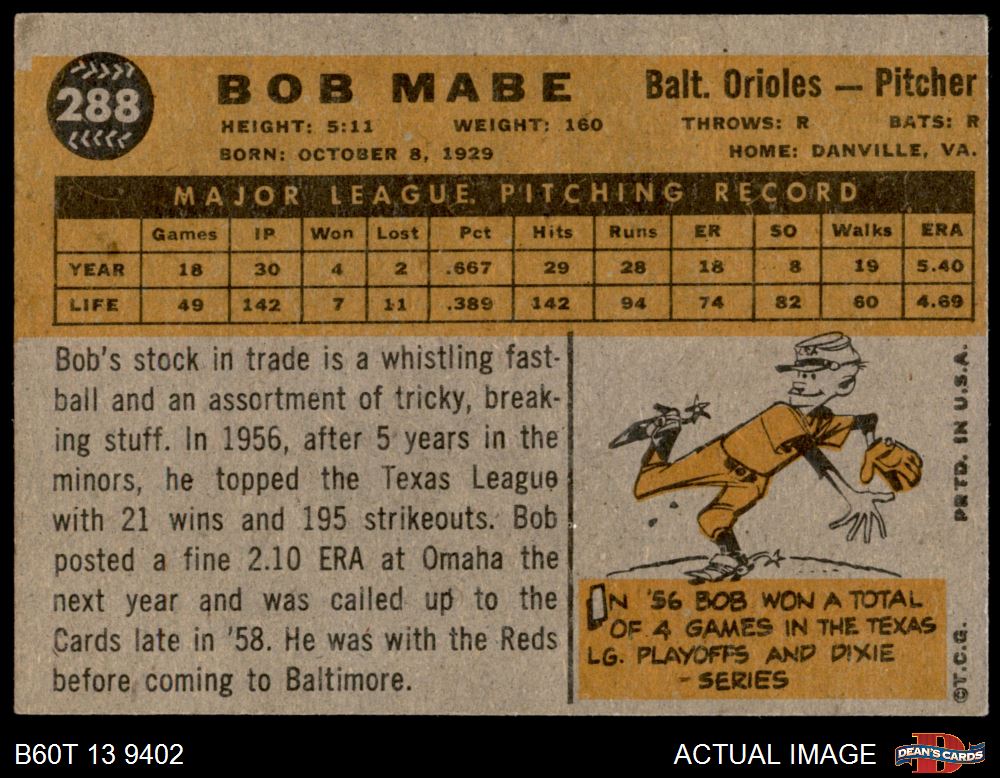 288
BOB MABE
Balt. Orioles — Pitcher
HEIGHT: 5:11 WEIGHT: 160 THROWS: R BATS: R
BORN: OCTOBER 8, 1929 HOME: DANVILLE, VA.
MAJOR LEAGUE PITCHING RECORD
Games IP Won Lost Pct Hits Runs ER SO Walks ERA
YEAR 18 30 4 2 .667 29 28 18 8 19 5.40
LIFE 49 142 7 11 .389 142 94 74 82 60 4.69
Bob's stock in trade is a whistling fast-
ball and an assortment of tricky, break-
ing stuff. In 1956, after 5 years in the
minors, he topped the Texas League
with 21 wins and 195 strikeouts. Bob
posted a fine 2.10 ERA at Omaha the
next year and was called up to the
Cards late in '58. He was with the Reds
before coming to Baltimore.
IN '56 BOB WON A TOTAL
OF 4 GAMES IN THE TEXAS
LG. PLAYOFFS AND DIXIE
- SERIES
PRTD. IN U.S.A.
©T.C.G.
B60T 13 9402
ACTUAL IMAGE
D
DEAN'S CARDS